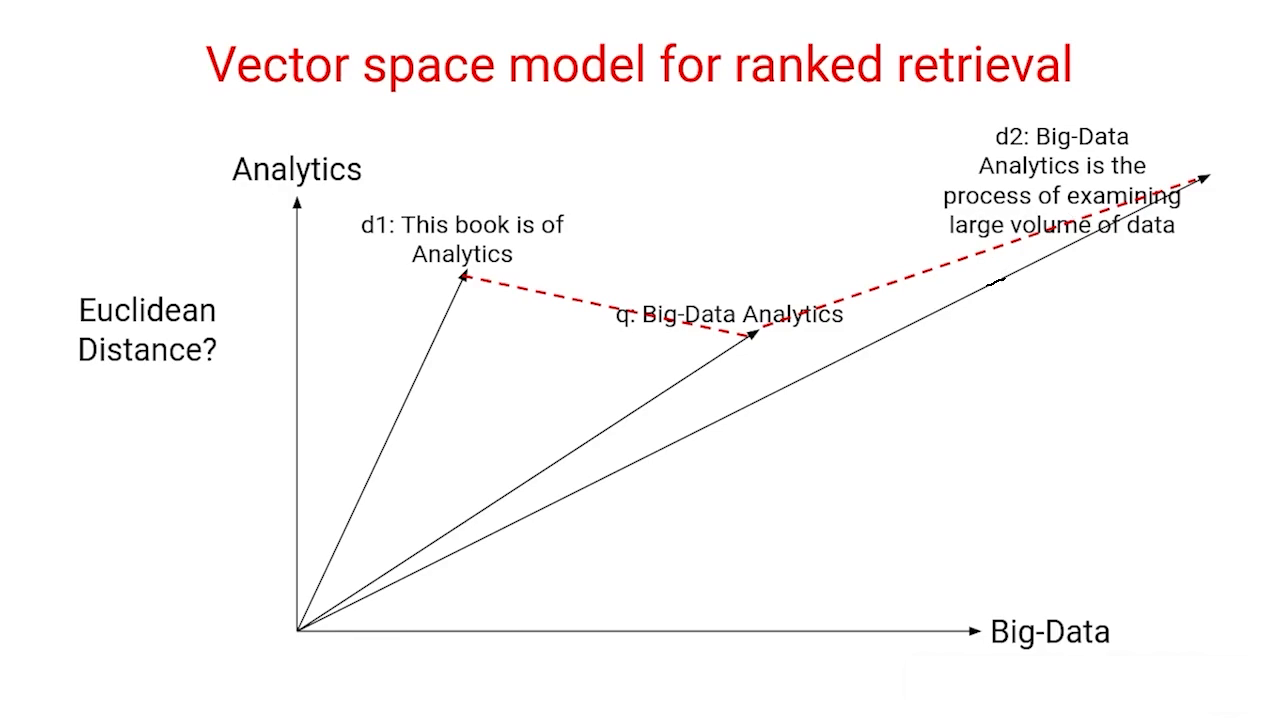 Vector space model for ranked retrieval
d2: Big-Data
Analytics is the
process of examining
large volume of data
Analytics
d1: This book is of
Analytics
Euclidean
Distance?
q: Big-Data Analytics
Big-Data